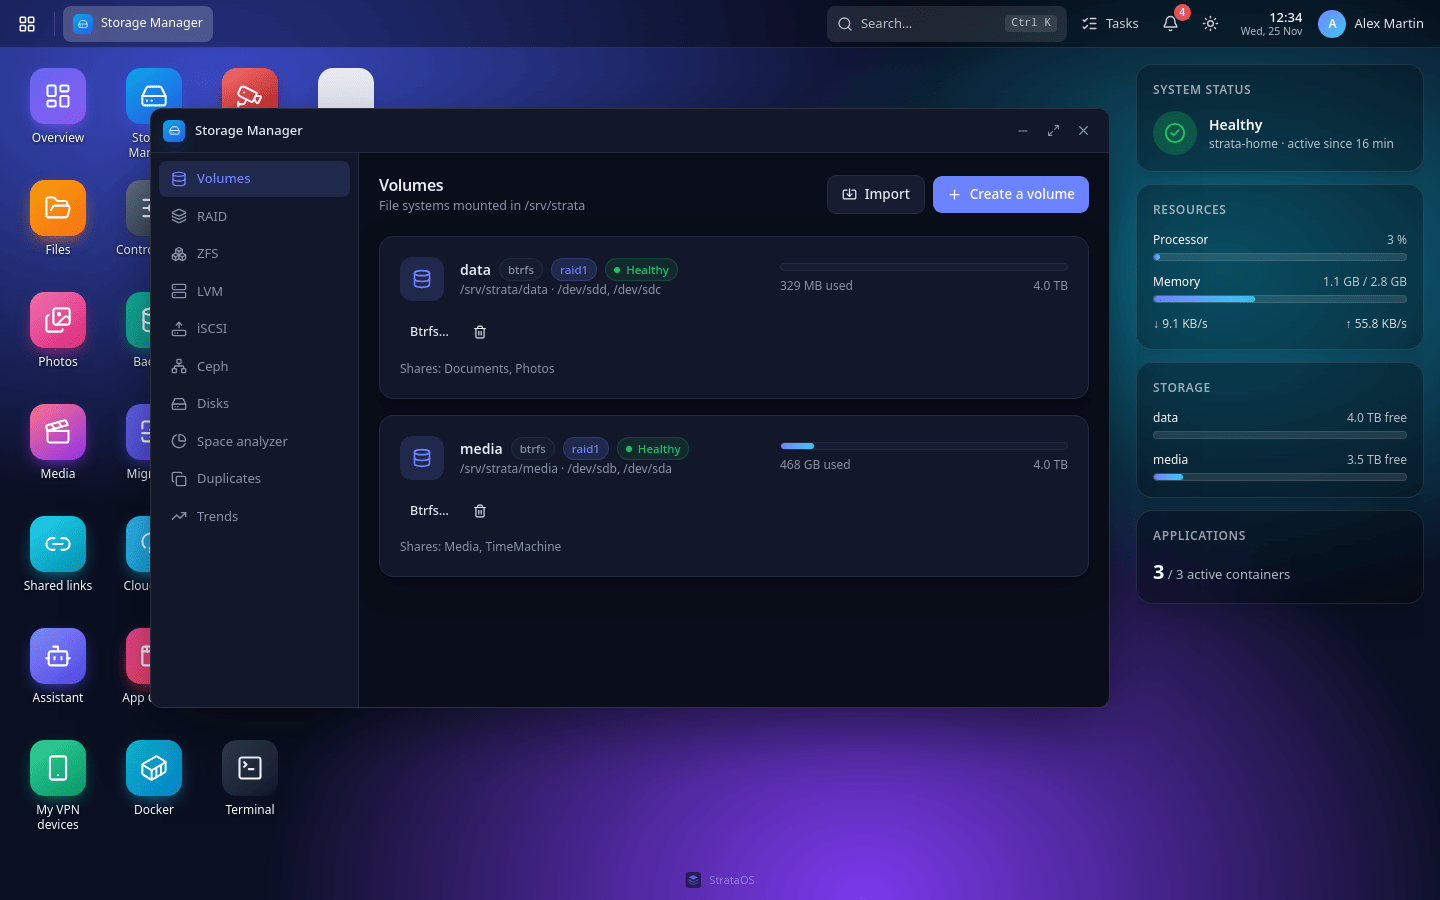 Storage Manager
Search...
Ctrl K
Tasks
4
12:34
Wed, 25 Nov
A
Alex Martin
Overview
Files
Photos
Media
Shared links
Assistant
My VPN
devices
Docker
Terminal
Storage Manager
Volumes
RAID
ZFS
LVM
iSCSI
Ceph
Disks
Space analyzer
Duplicates
Trends
Volumes
File systems mounted in /srv/strata
Import
Create a volume
data btrfs raid1 Healthy
/srv/strata/data · /dev/sdd, /dev/sdc
329 MB used 4.0 TB
Btrfs...
Shares: Documents, Photos
media btrfs raid1 Healthy
/srv/strata/media · /dev/sdb, /dev/sda
468 GB used 4.0 TB
Btrfs...
Shares: Media, TimeMachine
SYSTEM STATUS
Healthy
strata-home · active since 16 min
RESOURCES
Processor 3 %
Memory 1.1 GB / 2.8 GB
↓ 9.1 KB/s ↑ 55.8 KB/s
STORAGE
data 4.0 TB free
media 3.5 TB free
APPLICATIONS
3 / 3 active containers
StrataOS